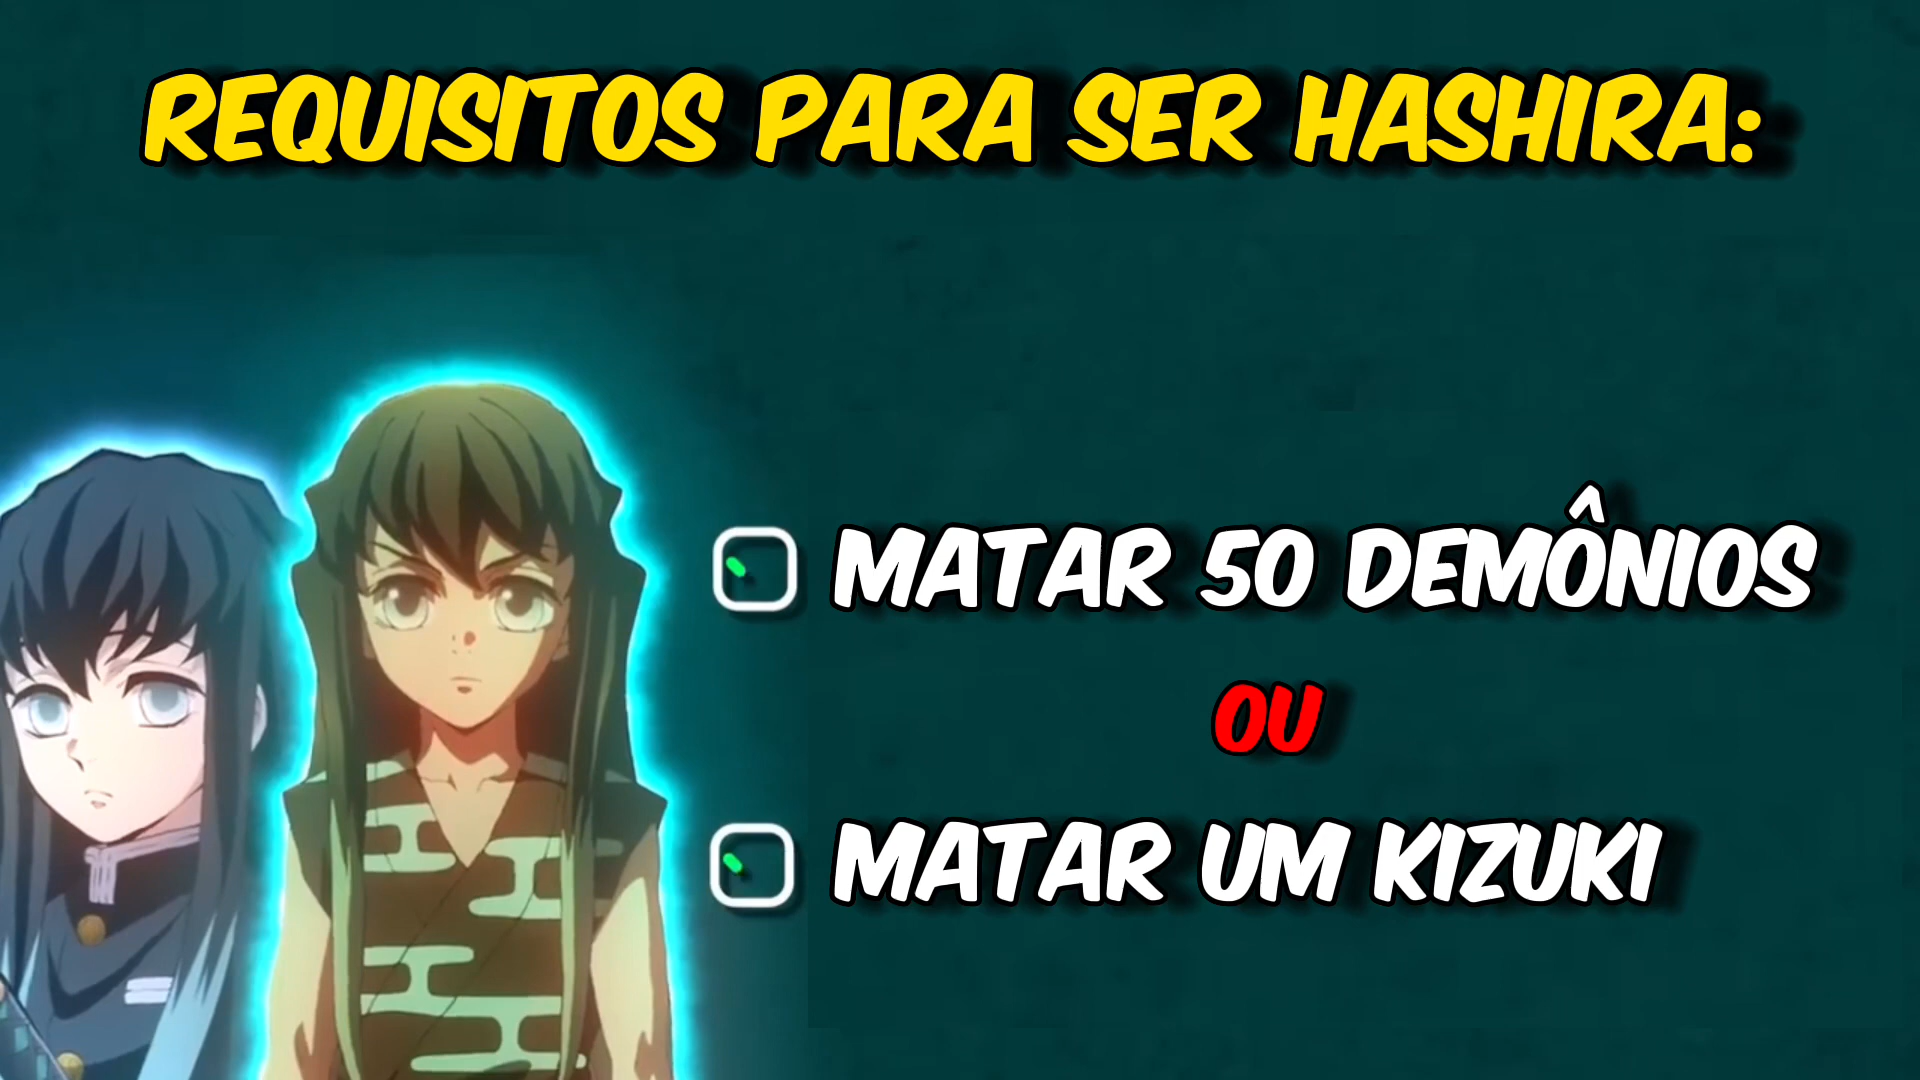 REQUISITOS PARA SER HASHIRA:
MATAR 50 DEMÔNIOS
OU
MATAR UM KIZUKI